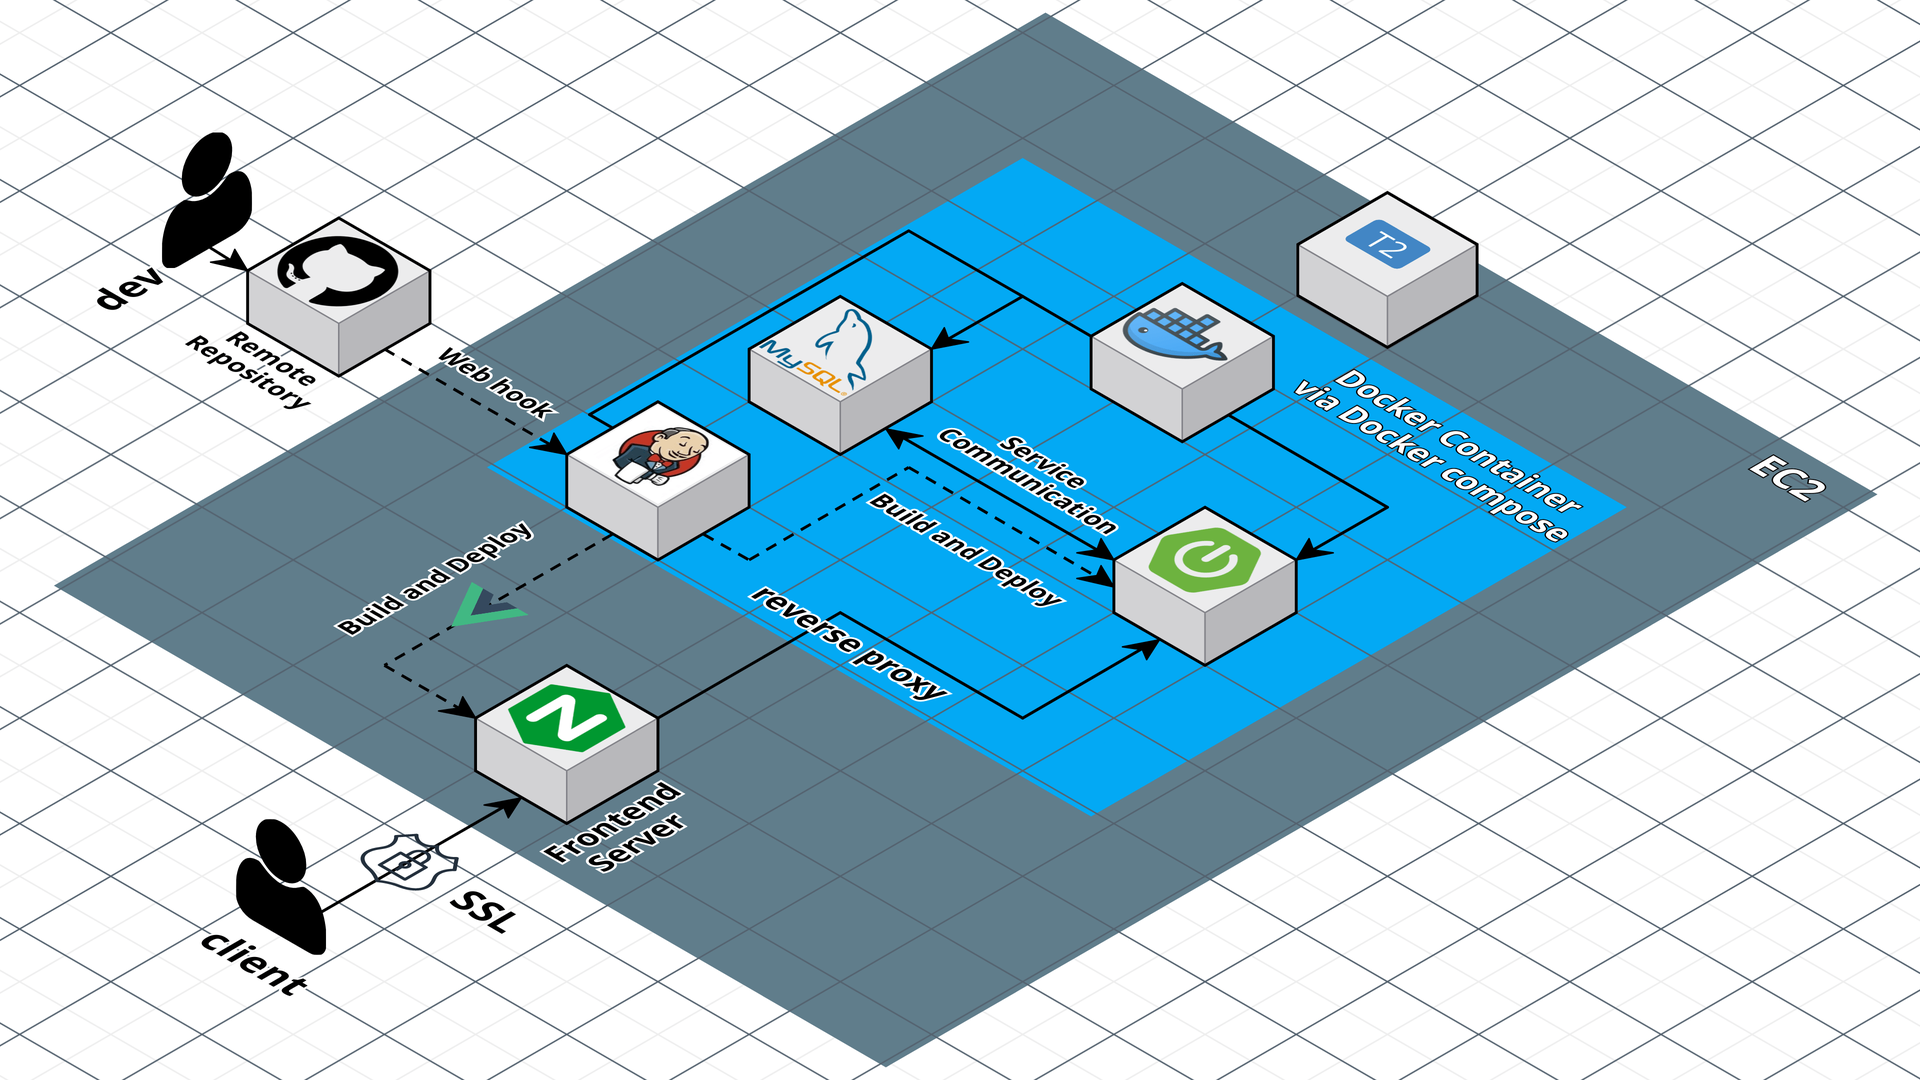 dev
Remote
Repository
Web hook
MySQL
T2
Docker Container
via Docker compose
EC2
Service
Communication
Build and Deploy
Build and Deploy
reverse proxy
Frontend
Server
SSL
client